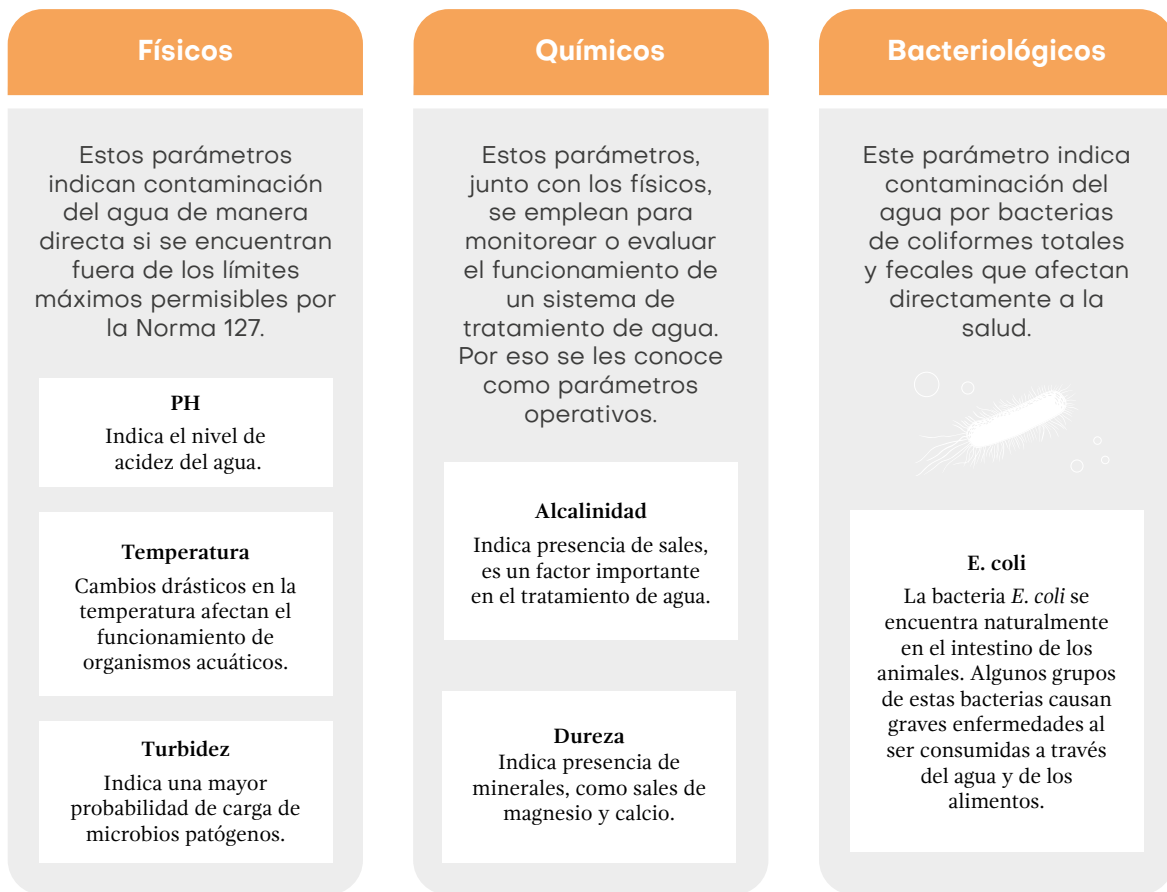 Físicos
Estos parámetros
indican contaminación
del agua de manera
directa si se encuentran
fuera de los límites
máximos permisibles por
la Norma 127.
PH
Indica el nivel de
acidez del agua.
Temperatura
Cambios drásticos en la
temperatura afectan el
funcionamiento de
organismos acuáticos.
Turbidez
Indica una mayor
probabilidad de carga de
microbios patógenos.
Químicos
Estos parámetros,
junto con los físicos,
se emplean para
monitorear o evaluar
el funcionamiento de
un sistema de
tratamiento de agua.
Por eso se les conoce
como parámetros
operativos.
Alcalinidad
Indica presencia de sales,
es un factor importante
en el tratamiento de agua.
Dureza
Indica presencia de
minerales, como sales de
magnesio y calcio.
Bacteriológicos
Este parámetro indica
contaminación del
agua por bacterias
de coliformes totales
y fecales que afectan
directamente a la
salud.
E. coli
La bacteria E. coli se
encuentra naturalmente
en el intestino de los
animales. Algunos grupos
de estas bacterias causan
graves enfermedades al
ser consumidas a través
del agua y de los
alimentos.